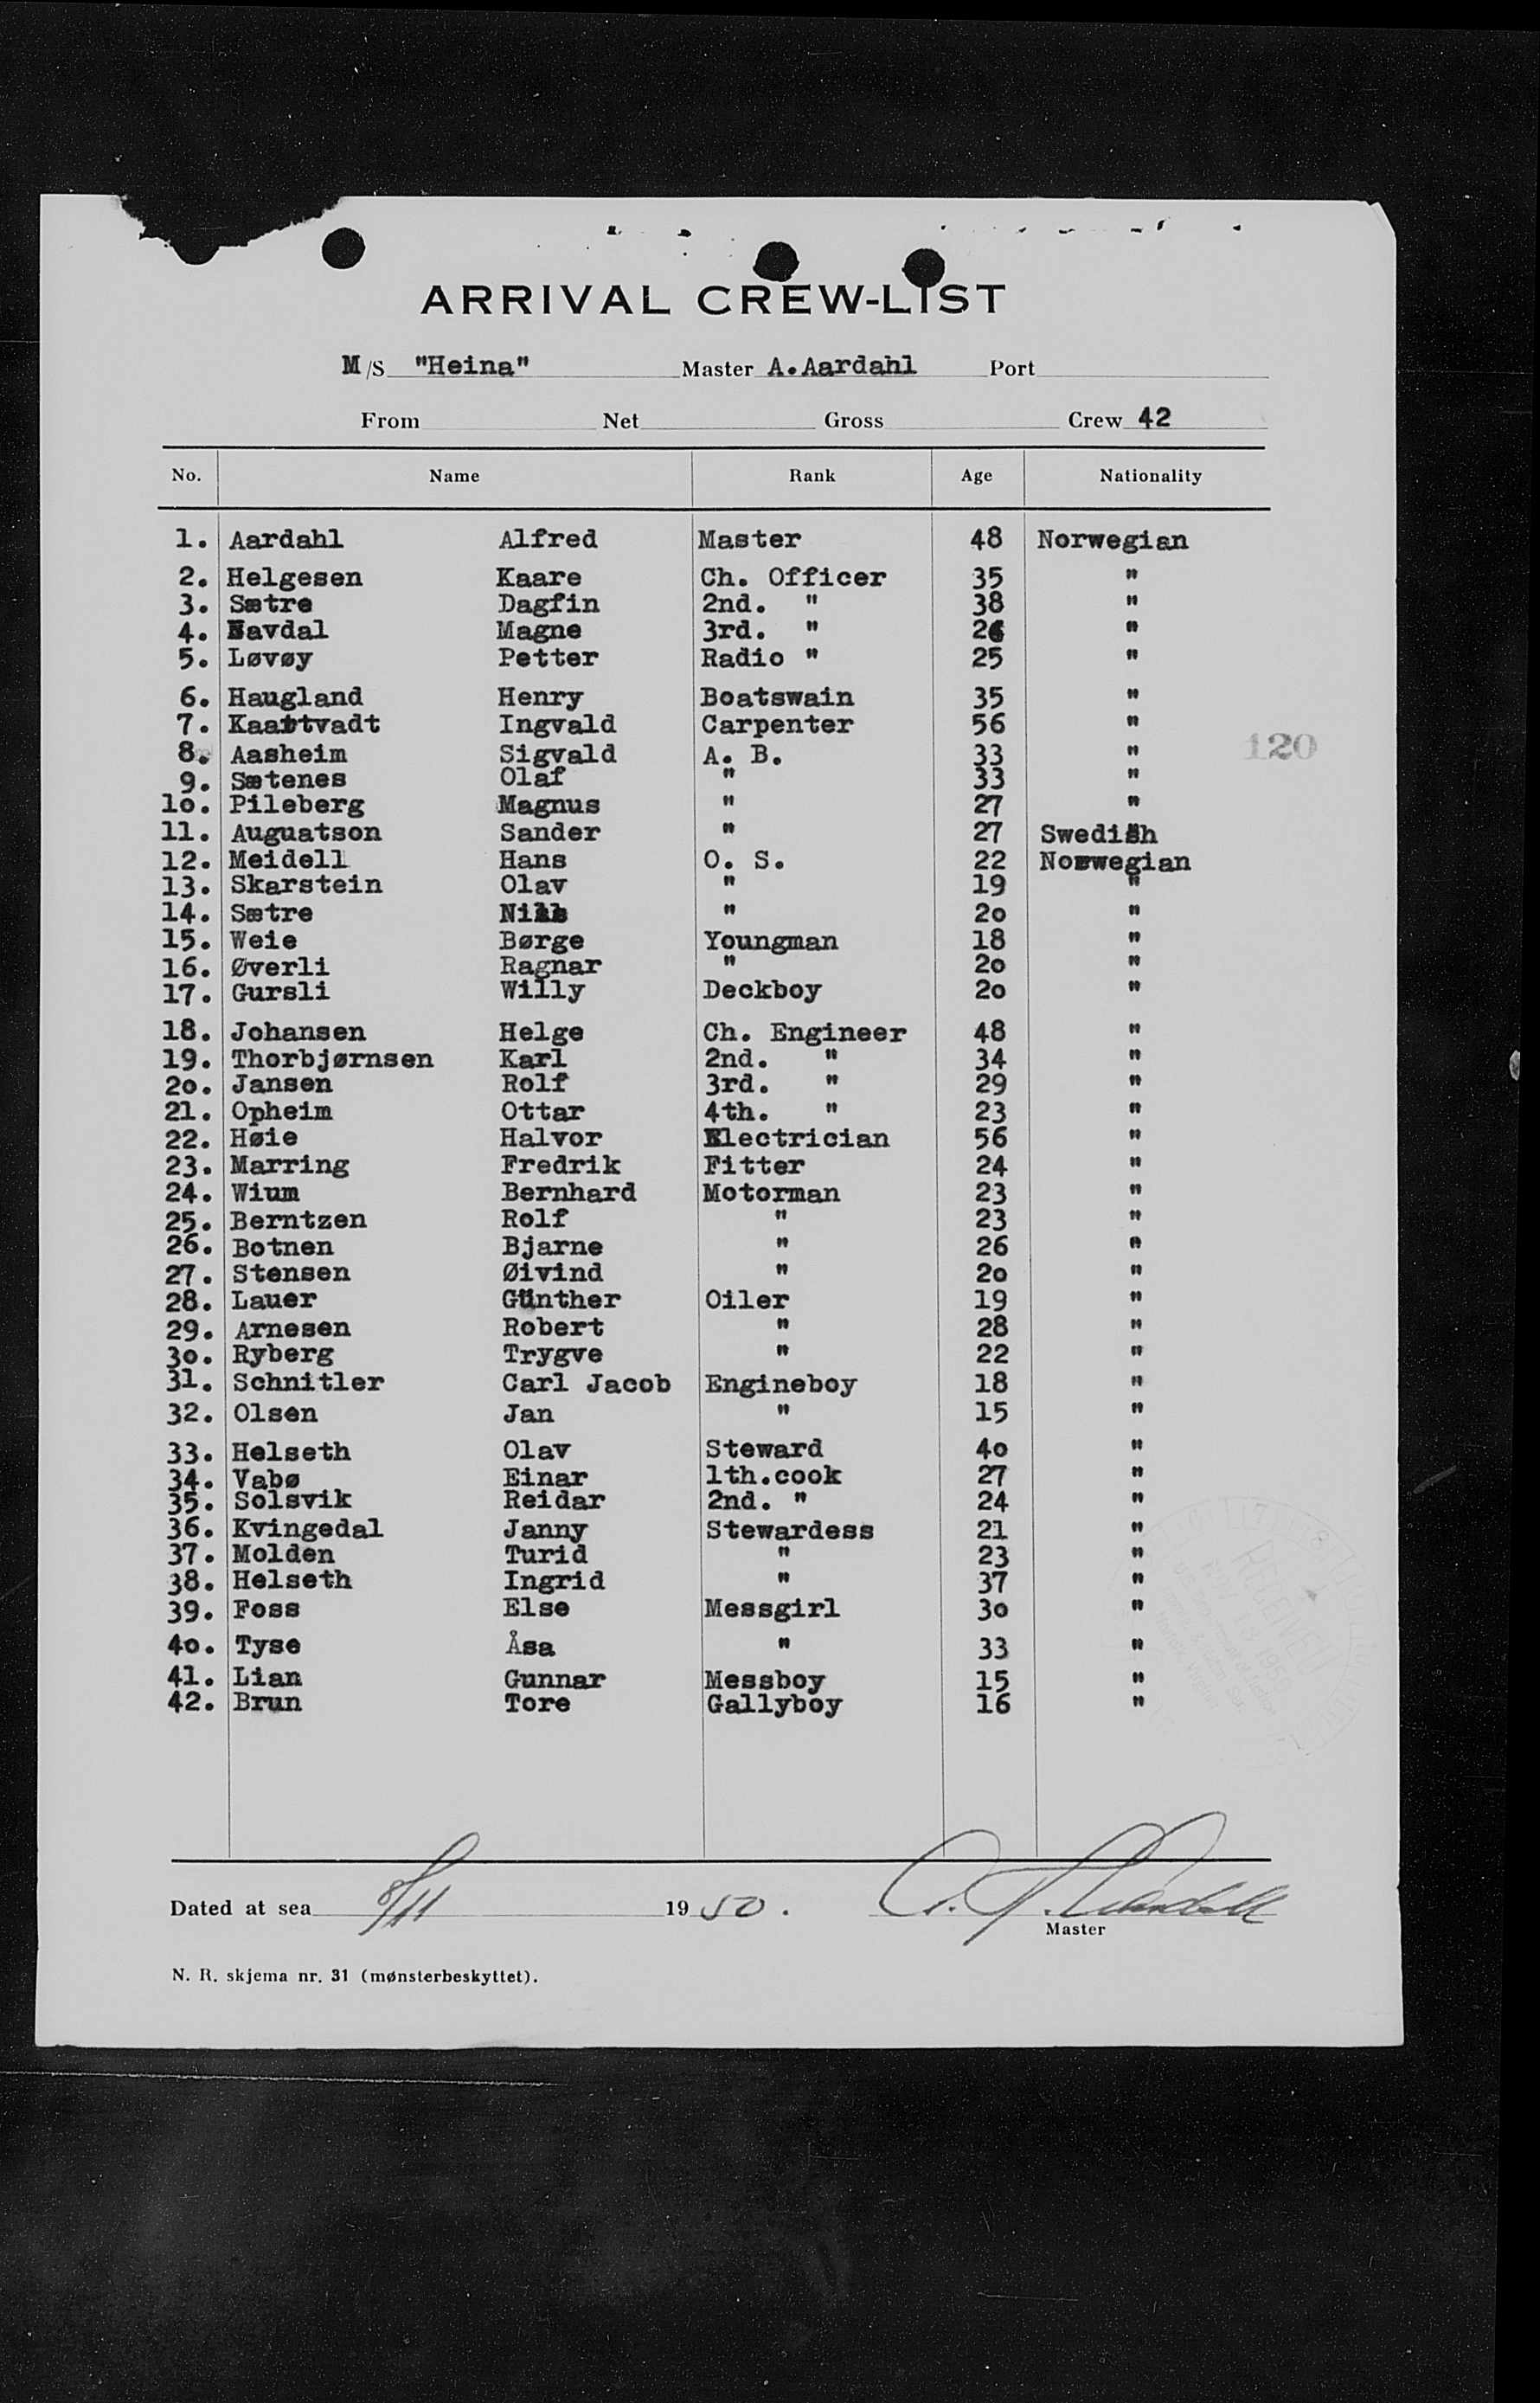 ARRIVAL CREW-LIST
M/S "Heina" Master A.Aardahl Port
From Net Gross Crew 42
No. Name Rank Age Nationality
1. Aardahl Alfred Master 48 Norwegian
2. Helgesen Kaare Ch. Officer 35 "
3. Sætre Dagfin 2nd. " 38 "
4. Navdal Magne 3rd. " 26 "
5. Løvøy Petter Radio " 25 "
6. Haugland Henry Boatswain 35 "
7. Kaartvadt Ingvald Carpenter 56 "
8. Aasheim Sigvald A. B. 33 "
120
9. Sætenes Olaf " 33 "
10. Pileberg Magnus " 27 "
11. Auguatson Sander " 27 Swedish
12. Meidell Hans O. S. 22 Norwegian
13. Skarstein Olav " 19 "
14. Sætre Nils " 20 "
15. Weie Børge Youngman 18 "
16. Øverli Ragnar " 20 "
17. Gursli Willy Deckboy 20 "
18. Johansen Helge Ch. Engineer 48 "
19. Thorbjørnsen Karl 2nd. " 34 "
20. Jansen Rolf 3rd. " 29 "
21. Opheim Ottar 4th. " 23 "
22. Høie Halvor Electrician 56 "
23. Marring Fredrik Fitter 24 "
24. Wium Bernhard Motorman 23 "
25. Berntzen Rolf " 23 "
26. Botnen Bjarne " 26 "
27. Stensen Øivind " 20 "
28. Lauer Günther Oiler 19 "
29. Arnesen Robert " 28 "
30. Ryberg Trygve " 22 "
31. Schnitler Carl Jacob Engineboy 18 "
32. Olsen Jan " 15 "
33. Helseth Olav Steward 40 "
34. Vabø Einar 1th.cook 27 "
35. Solsvik Reidar 2nd. " 24 "
36. Kvingedal Janny Stewardess 21 "
37. Molden Turid " 23 "
38. Helseth Ingrid " 37 "
39. Foss Else Messgirl 30 "
40. Tyse Åsa " 33 "
41. Lian Gunnar Messboy 15 "
42. Brun Tore Gallyboy 16 "
RECEIVED
Dated at sea 8/11 1950. A. Aardahl
Master
N. R. skjema nr. 31 (mønsterbeskyttet).